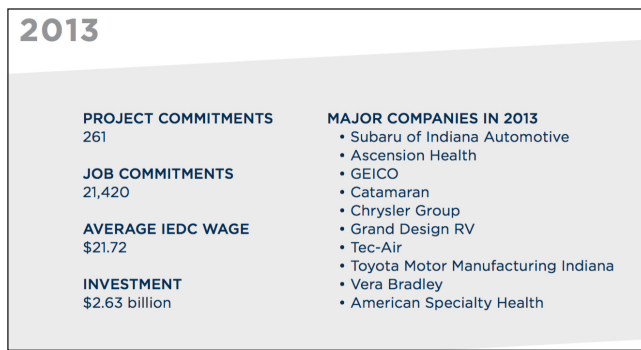 2013
PROJECT COMMITMENTS
261
JOB COMMITMENTS
21,420
AVERAGE IEDC WAGE
$21.72
INVESTMENT
$2.63 billion
MAJOR COMPANIES IN 2013
• Subaru of Indiana Automotive
• Ascension Health
• GEICO
• Catamaran
• Chrysler Group
• Grand Design RV
• Tec-Air
• Toyota Motor Manufacturing Indiana
• Vera Bradley
• American Specialty Health